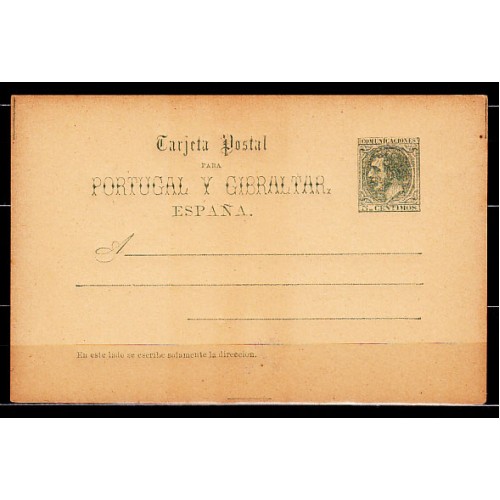 Tarjeta Postal
PARA
PORTUGAL Y GIBRALTAR.
ESPAÑA.
COMUNICACIONES
CENTIMOS
A
En este lado se escribe solamente la direccion.